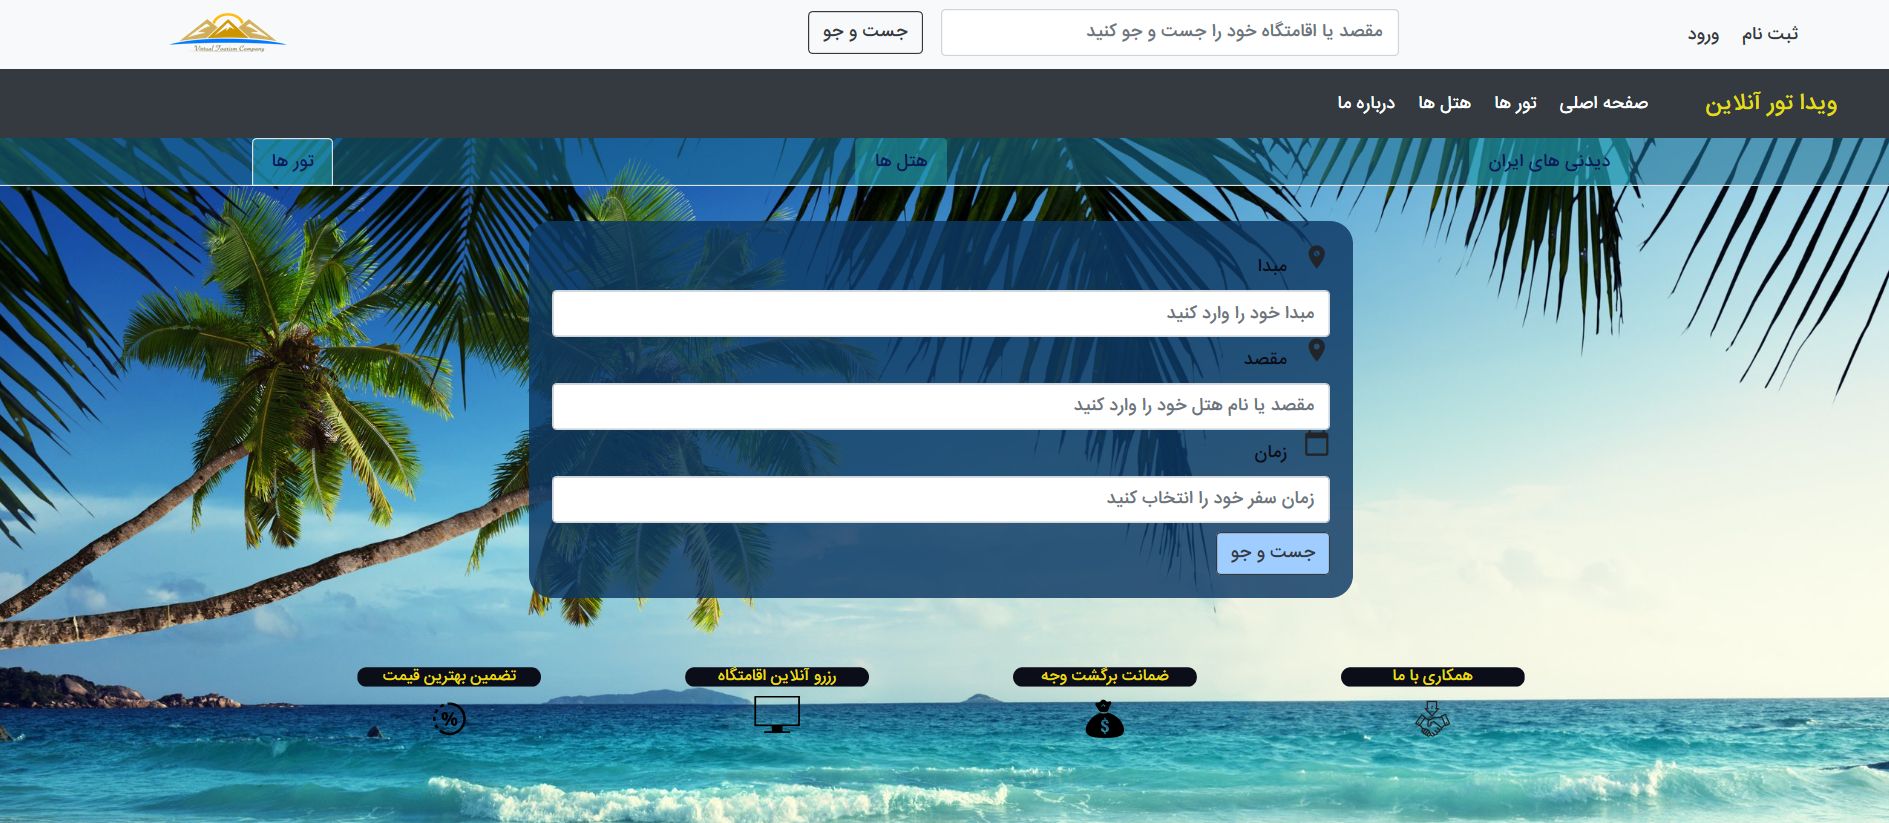 ثبت نام
ورود
مقصد یا اقامتگاه خود را جست و جو کنید
جست و جو
Virtual Tourism Company
ویدا تور آنلاین
صفحه اصلی
تور ها
هتل ها
درباره ما
دیدنی های ایران
هتل ها
تور ها
مبدا
مبدا خود را وارد کنید
مقصد
مقصد یا نام هتل خود را وارد کنید
زمان
زمان سفر خود را انتخاب کنید
جست و جو
همکاری با ما
ضمانت برگشت وجه
رزرو آنلاین اقامتگاه
تضمین بهترین قیمت